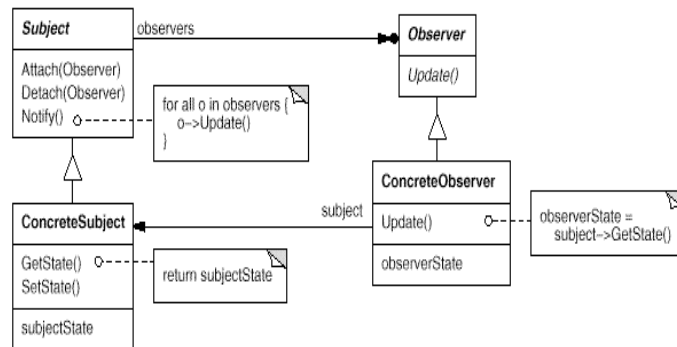 Subject
observers
Observer
Attach(Observer)
Detach(Observer)
Notify()
for all o in observers {
o->Update()
}
Update()
ConcreteSubject
GetState()
SetState()
subjectState
return subjectState
subject
ConcreteObserver
Update()
observerState
observerState =
subject->GetState()